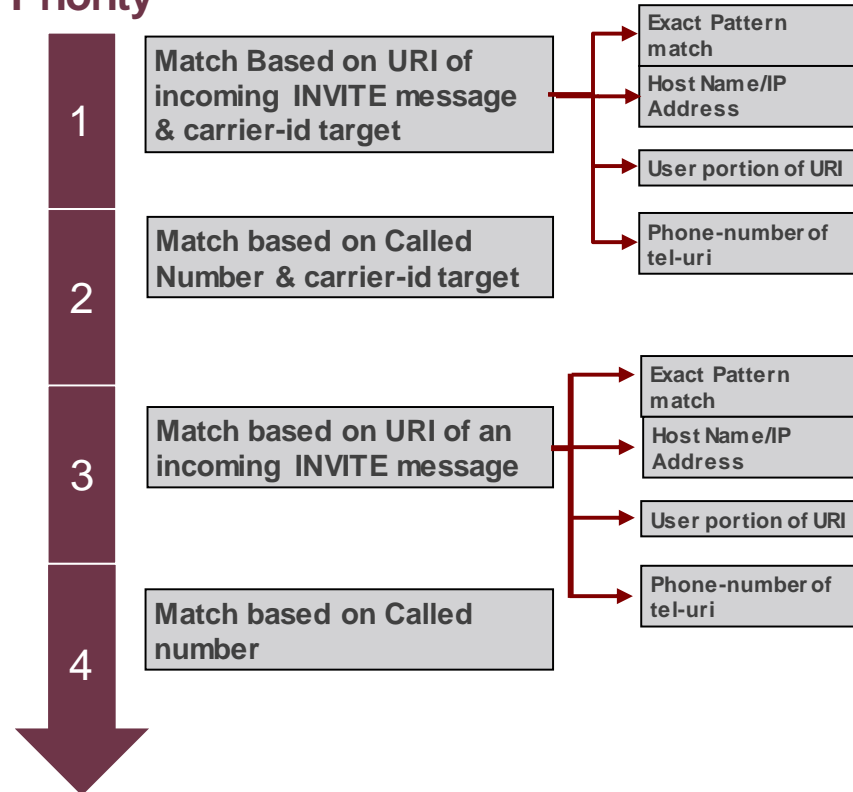 Priority
1
Match Based on URI of
incoming INVITE message
& carrier-id target
Exact Pattern
match
Host Name/IP
Address
User portion of URI
Phone-number of
tel-uri
2
Match based on Called
Number & carrier-id target
3
Match based on URI of an
incoming INVITE message
Exact Pattern
match
Host Name/IP
Address
User portion of URI
Phone-number of
tel-uri
4
Match based on Called
number